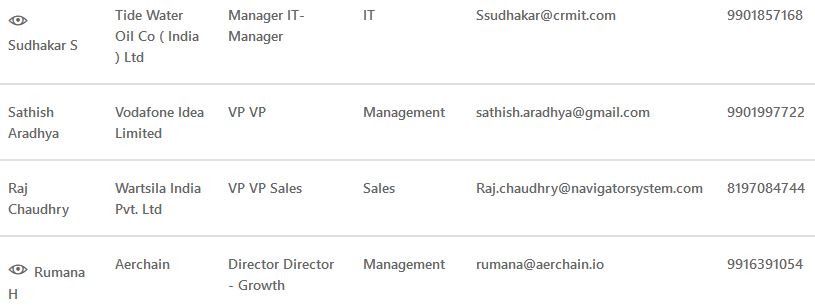 Sudhakar S
Tide Water
Oil Co ( India
) Ltd
Manager IT-
Manager
IT
Ssudhakar@crmit.com
9901857168
Sathish
Aradhya
Vodafone Idea
Limited
VP VP
Management
sathish.aradhya@gmail.com
9901997722
Raj
Chaudhry
Wartsila India
Pvt. Ltd
VP VP Sales
Sales
Raj.chaudhry@navigatorsystem.com
8197084744
Rumana
H
Aerchain
Director Director
- Growth
Management
rumana@aerchain.io
9916391054